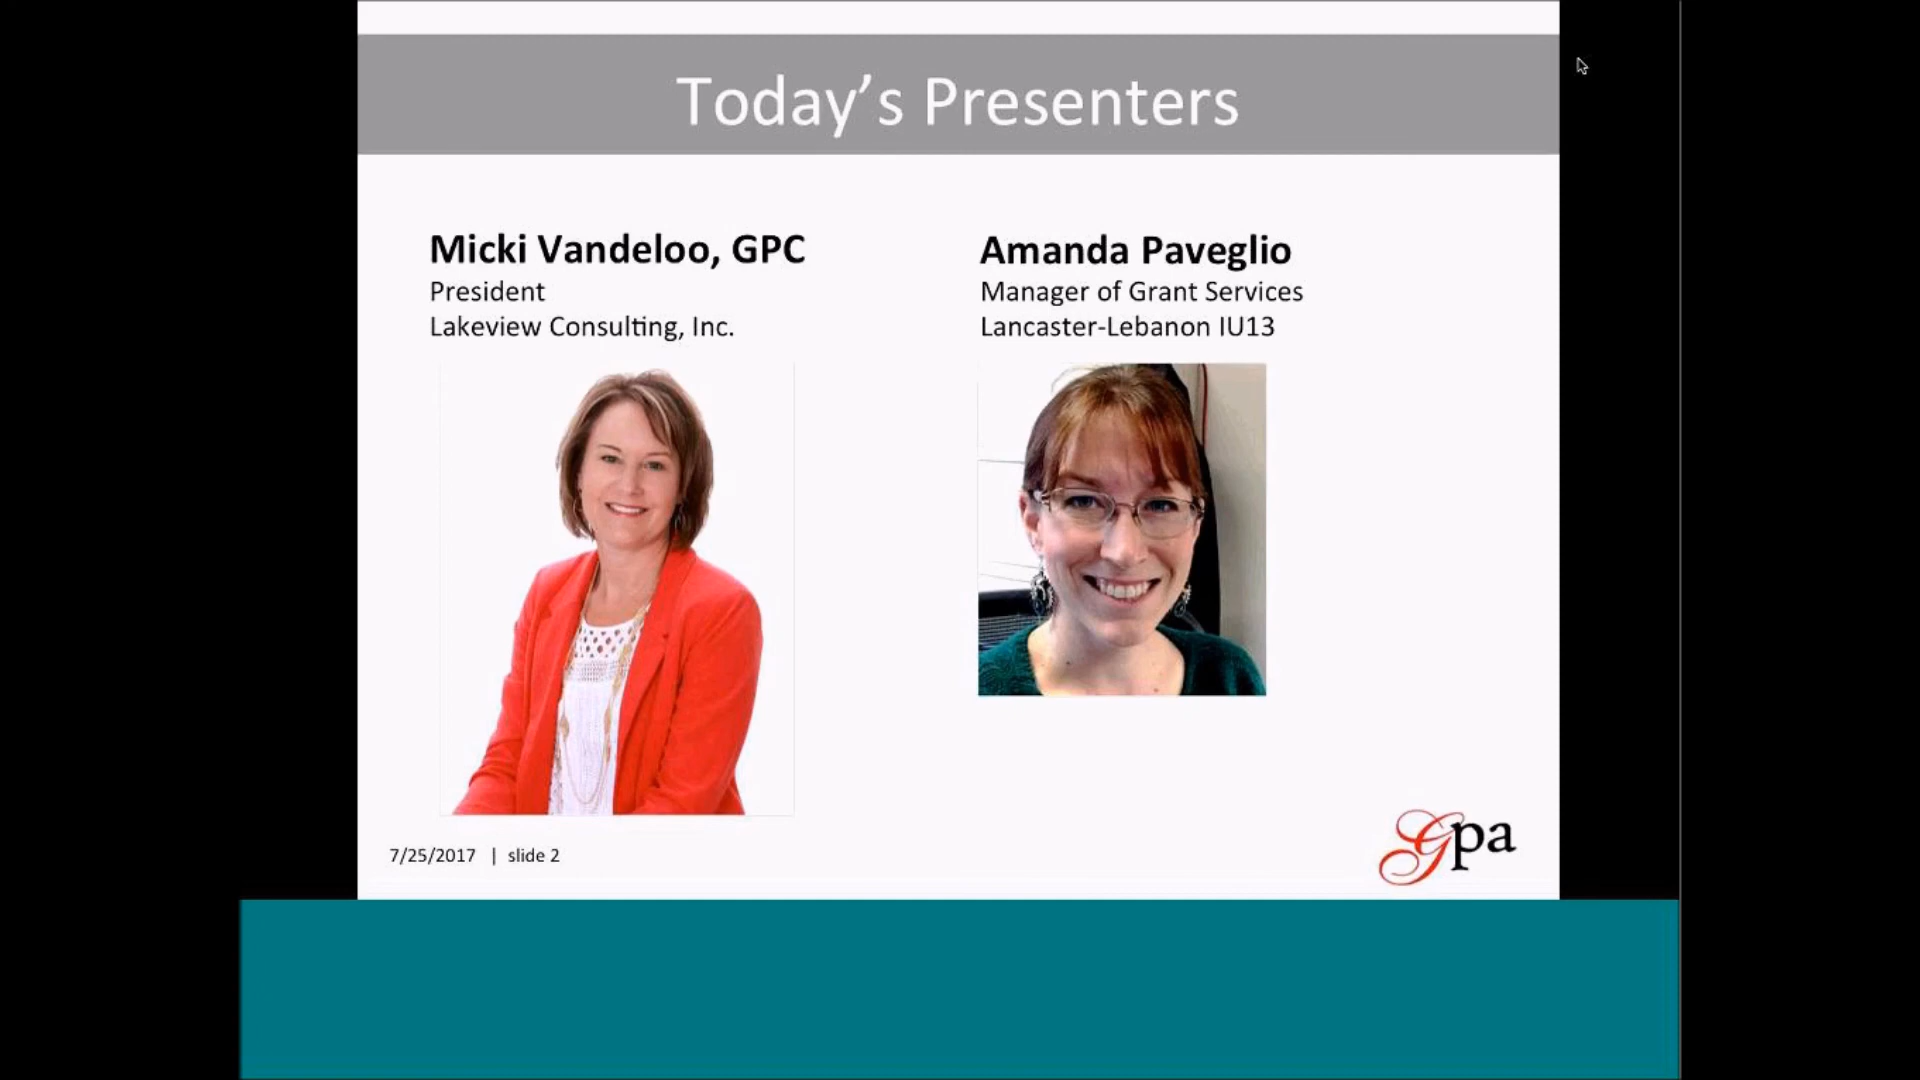 Today’s Presenters
Micki Vandeloo, GPC
President
Lakeview Consulting, Inc.
Amanda Paveglio
Manager of Grant Services
Lancaster-Lebanon IU13
7/25/2017 | slide 2
Gpa